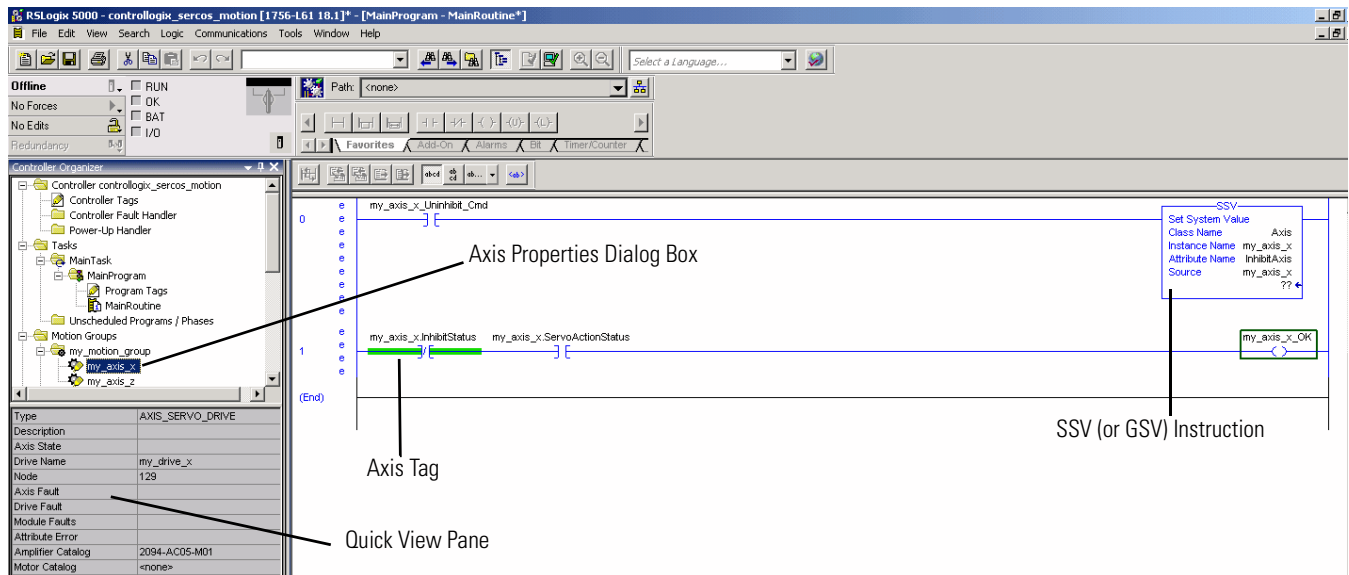 RSLogix 5000 - controllogix_sercos_motion [1756-L61 18.1]* - [MainProgram - MainRoutine*]
File Edit View Search Logic Communications Tools Window Help
Select a Language...
Offline
RUN
No Forces
OK
No Edits
BAT
Redundancy
I/O
Path: <none>
Favorites Add-On Alarms Bit Timer/Counter
Controller Organizer
Controller controllogix_sercos_motion
Controller Tags
Controller Fault Handler
Power-Up Handler
Tasks
MainTask
MainProgram
Program Tags
MainRoutine
Unscheduled Programs / Phases
Motion Groups
my_motion_group
my_axis_x
my_axis_z
Type AXIS_SERVO_DRIVE
Description
Axis State
Drive Name my_drive_x
Node 129
Axis Fault
Drive Fault
Module Faults
Attribute Error
Amplifier Catalog 2094-AC05-M01
Motor Catalog <none>
abcd
ab cd
ab...
<ab>
0
e
e
e
e
e
e
e
e
e
my_axis_x_Uninhibit_Cmd
SSV
Set System Value
Class Name Axis
Instance Name my_axis_x
Attribute Name InhibitAxis
Source my_axis_x
??
1
e
e
e
e
my_axis_x.InhibitStatus my_axis_x.ServoActionStatus
my_axis_x_OK
(End)
Axis Properties Dialog Box
SSV (or GSV) Instruction
Axis Tag
Quick View Pane